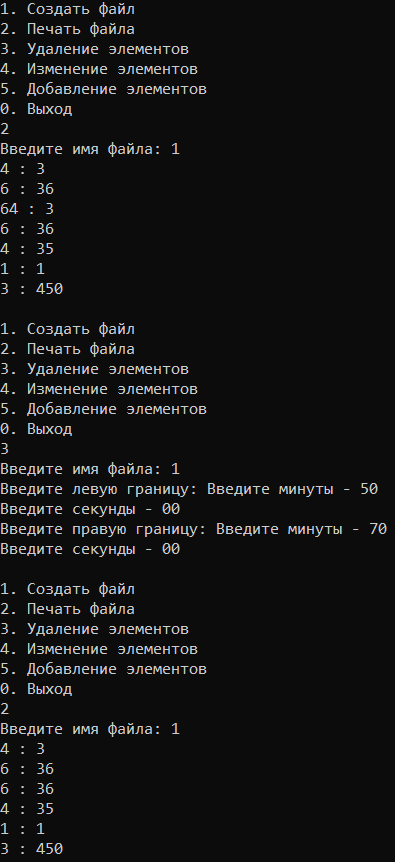 1. Создать файл
2. Печать файла
3. Удаление элементов
4. Изменение элементов
5. Добавление элементов
0. Выход
2
Введите имя файла: 1
4 : 3
6 : 36
64 : 3
6 : 36
4 : 35
1 : 1
3 : 450

1. Создать файл
2. Печать файла
3. Удаление элементов
4. Изменение элементов
5. Добавление элементов
0. Выход
3
Введите имя файла: 1
Введите левую границу: Введите минуты - 50
Введите секунды - 00
Введите правую границу: Введите минуты - 70
Введите секунды - 00

1. Создать файл
2. Печать файла
3. Удаление элементов
4. Изменение элементов
5. Добавление элементов
0. Выход
2
Введите имя файла: 1
4 : 3
6 : 36
6 : 36
4 : 35
1 : 1
3 : 450